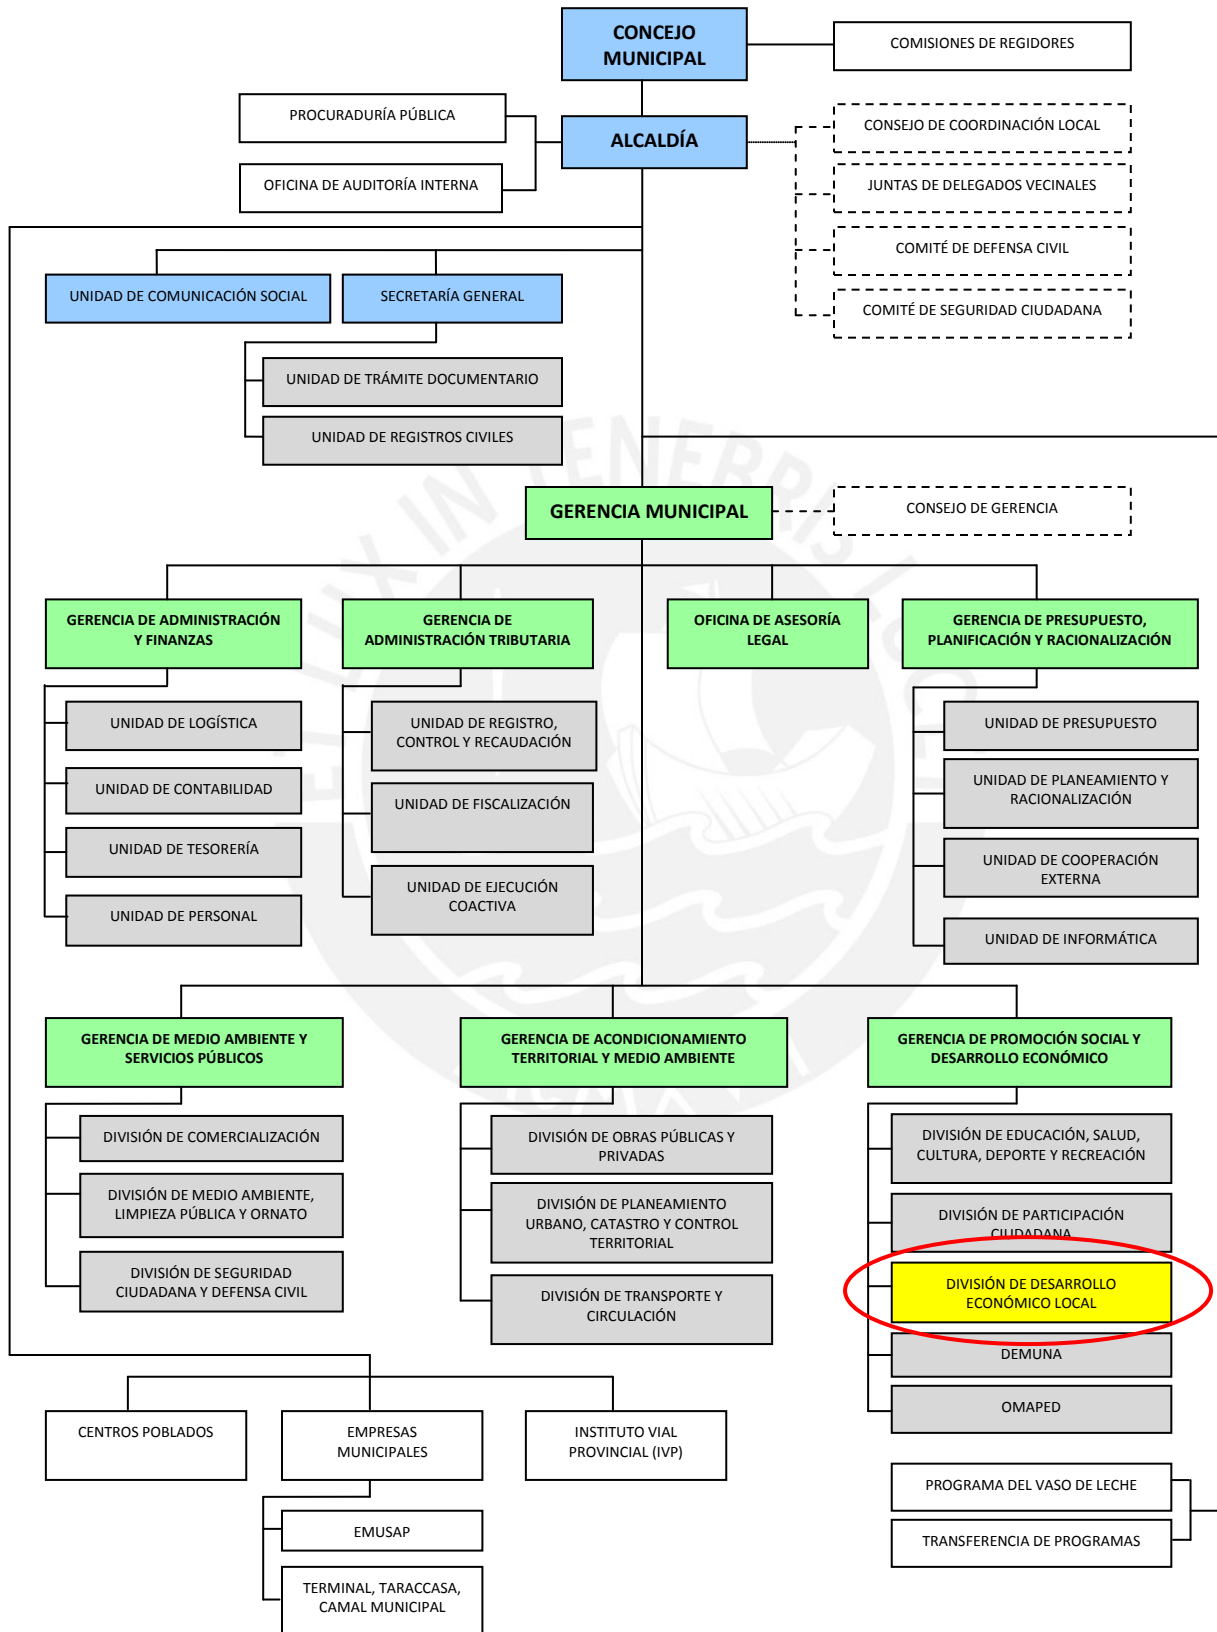 CONCEJO
MUNICIPAL
COMISIONES DE REGIDORES
PROCURADURÍA PÚBLICA
ALCALDÍA
CONSEJO DE COORDINACIÓN LOCAL
OFICINA DE AUDITORÍA INTERNA
JUNTAS DE DELEGADOS VECINALES
COMITÉ DE DEFENSA CIVIL
UNIDAD DE COMUNICACIÓN SOCIAL
SECRETARÍA GENERAL
COMITÉ DE SEGURIDAD CIUDADANA
UNIDAD DE TRÁMITE DOCUMENTARIO
UNIDAD DE REGISTROS CIVILES
ET LUX IN TENEBRIS LUCET
GERENCIA MUNICIPAL
CONSEJO DE GERENCIA
GERENCIA DE ADMINISTRACIÓN
Y FINANZAS
GERENCIA DE
ADMINISTRACIÓN TRIBUTARIA
OFICINA DE ASESORÍA
LEGAL
GERENCIA DE PRESUPUESTO,
PLANIFICACIÓN Y RACIONALIZACIÓN
UNIDAD DE LOGÍSTICA
UNIDAD DE CONTABILIDAD
UNIDAD DE TESORERÍA
UNIDAD DE PERSONAL
UNIDAD DE REGISTRO,
CONTROL Y RECAUDACIÓN
UNIDAD DE FISCALIZACIÓN
UNIDAD DE EJECUCIÓN
COACTIVA
UNIDAD DE PRESUPUESTO
UNIDAD DE PLANEAMIENTO Y
RACIONALIZACIÓN
UNIDAD DE COOPERACIÓN
EXTERNA
UNIDAD DE INFORMÁTICA
GERENCIA DE MEDIO AMBIENTE Y
SERVICIOS PÚBLICOS
GERENCIA DE ACONDICIONAMIENTO
TERRITORIAL Y MEDIO AMBIENTE
GERENCIA DE PROMOCIÓN SOCIAL Y
DESARROLLO ECONÓMICO
DIVISIÓN DE COMERCIALIZACIÓN
DIVISIÓN DE MEDIO AMBIENTE,
LIMPIEZA PÚBLICA Y ORNATO
DIVISIÓN DE SEGURIDAD
CIUDADANA Y DEFENSA CIVIL
DIVISIÓN DE OBRAS PÚBLICAS Y
PRIVADAS
DIVISIÓN DE PLANEAMIENTO
URBANO, CATASTRO Y CONTROL
TERRITORIAL
DIVISIÓN DE TRANSPORTE Y
CIRCULACIÓN
DIVISIÓN DE EDUCACIÓN, SALUD,
CULTURA, DEPORTE Y RECREACIÓN
DIVISIÓN DE PARTICIPACIÓN
CIUDADANA
DIVISIÓN DE DESARROLLO
ECONÓMICO LOCAL
DEMUNA
OMAPED
CENTROS POBLADOS
EMPRESAS
MUNICIPALES
INSTITUTO VIAL
PROVINCIAL (IVP)
EMUSAP
TERMINAL, TARACCASA,
CAMAL MUNICIPAL
PROGRAMA DEL VASO DE LECHE
TRANSFERENCIA DE PROGRAMAS